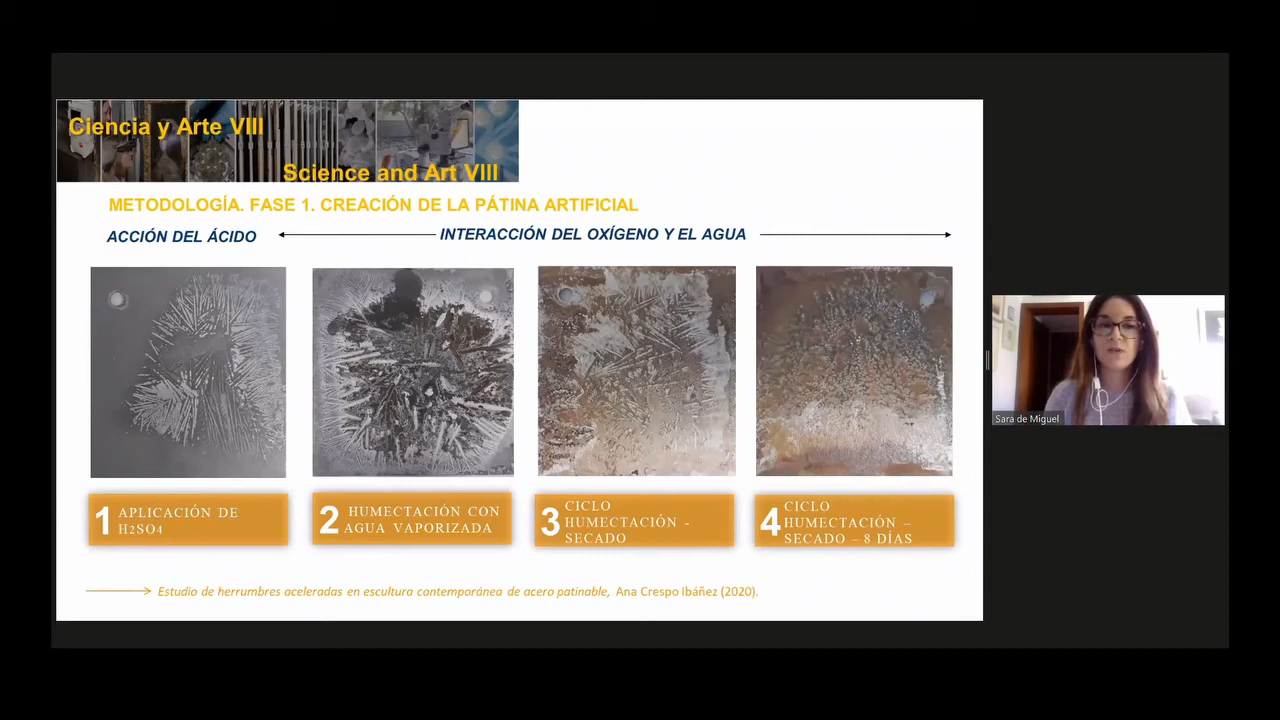 Ciencia y Arte VIII
Science and Art VIII
METODOLOGÍA. FASE 1. CREACIÓN DE LA PÁTINA ARTIFICIAL
ACCIÓN DEL ÁCIDO
INTERACCIÓN DEL OXÍGENO Y EL AGUA
1 APLICACIÓN DE
H2SO4
2 HUMECTACIÓN CON
AGUA VAPORIZADA
3 CICLO
HUMECTACIÓN -
SECADO
4 CICLO
HUMECTACIÓN –
SECADO – 8 DÍAS
Sara de Miguel
Estudio de herrumbres aceleradas en escultura contemporánea de acero patinable, Ana Crespo Ibáñez (2020).